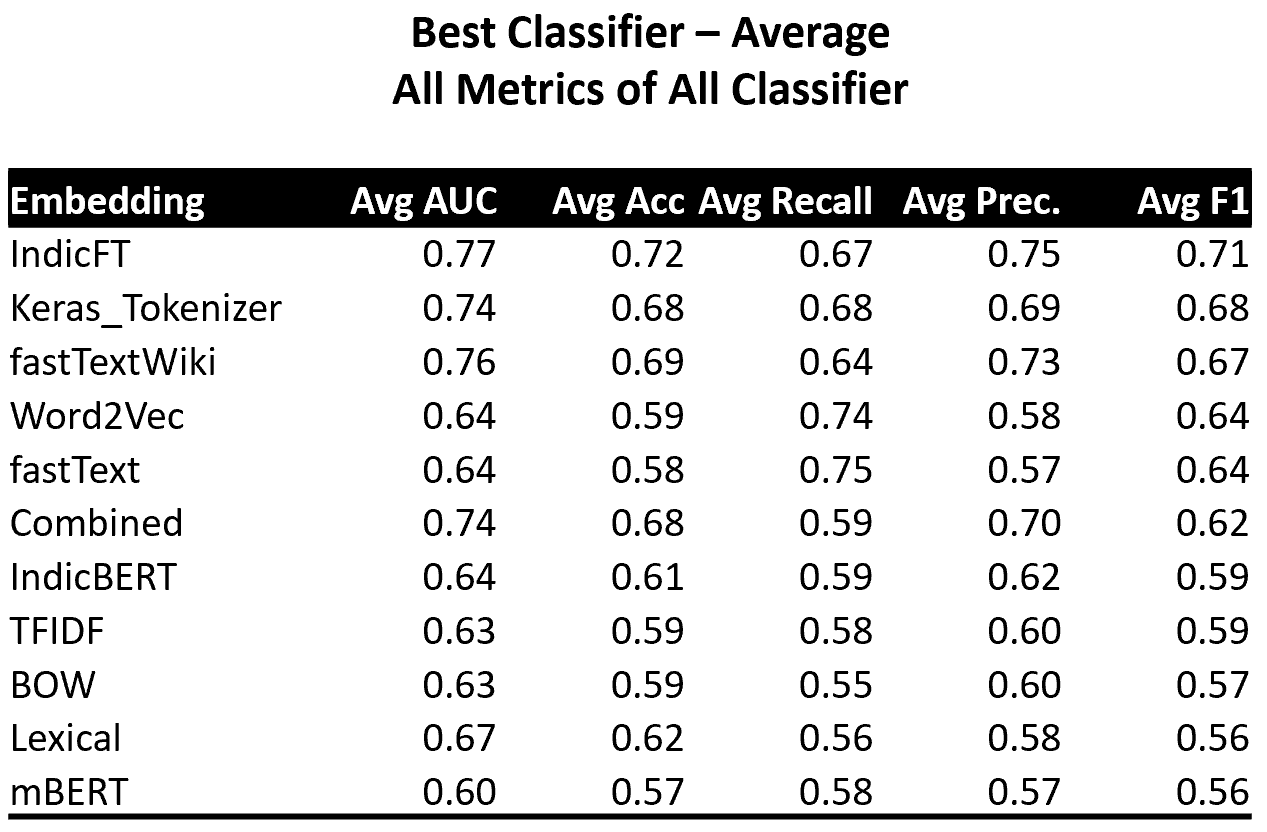 Best Classifier – Average
All Metrics of All Classifier
Embedding Avg AUC Avg Acc Avg Recall Avg Prec. Avg F1
IndicFT 0.77 0.72 0.67 0.75 0.71
Keras_Tokenizer 0.74 0.68 0.68 0.69 0.68
fastTextWiki 0.76 0.69 0.64 0.73 0.67
Word2Vec 0.64 0.59 0.74 0.58 0.64
fastText 0.64 0.58 0.75 0.57 0.64
Combined 0.74 0.68 0.59 0.70 0.62
IndicBERT 0.64 0.61 0.59 0.62 0.59
TFIDF 0.63 0.59 0.58 0.60 0.59
BOW 0.63 0.59 0.55 0.60 0.57
Lexical 0.67 0.62 0.56 0.58 0.56
mBERT 0.60 0.57 0.58 0.57 0.56